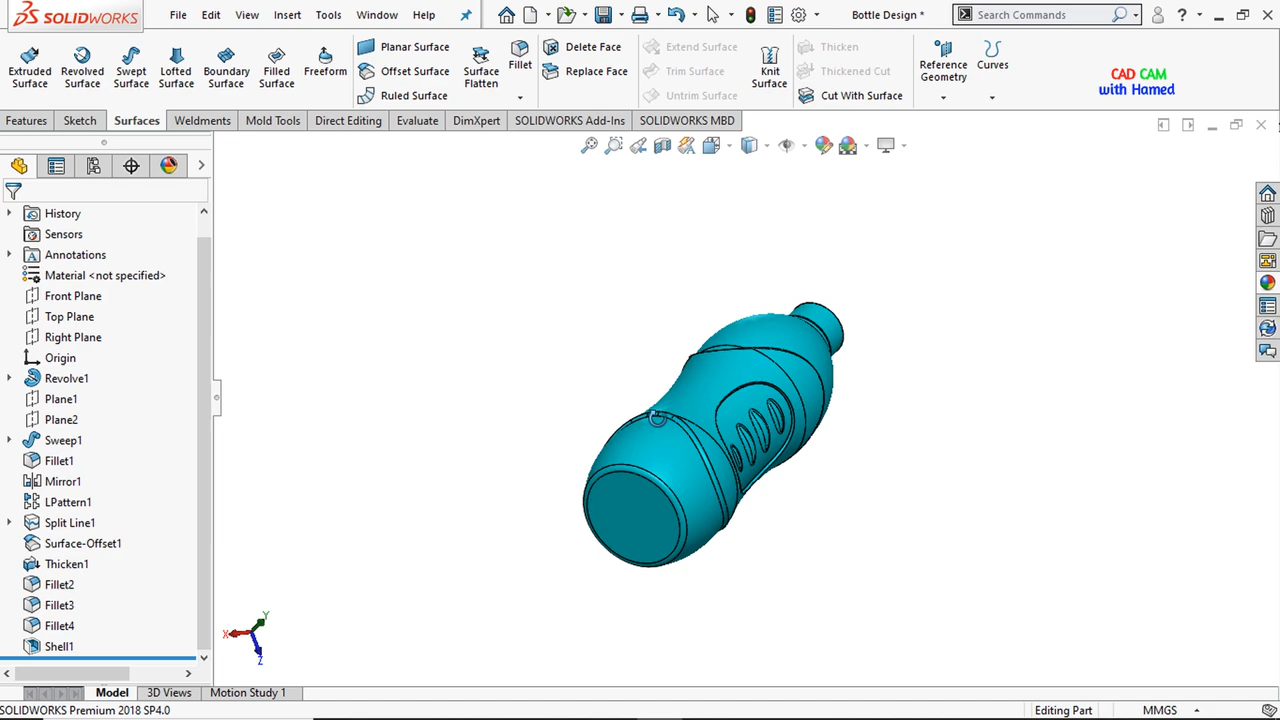 SOLIDWORKS
File Edit View Insert Tools Window Help
Bottle Design *
Search Commands
Extruded Surface
Revolved Surface
Swept Surface
Lofted Surface
Boundary Surface
Filled Surface
Freeform
Planar Surface
Offset Surface
Ruled Surface
Surface Flatten
Fillet
Delete Face
Replace Face
Extend Surface
Trim Surface
Untrim Surface
Knit Surface
Thicken
Thickened Cut
Cut With Surface
Reference Geometry
Curves
CAD CAM
with Hamed
Features Sketch Surfaces Weldments Mold Tools Direct Editing Evaluate DimXpert SOLIDWORKS Add-Ins SOLIDWORKS MBD
History
Sensors
Annotations
Material <not specified>
Front Plane
Top Plane
Right Plane
Origin
Revolve1
Plane1
Plane2
Sweep1
Fillet1
Mirror1
LPattern1
Split Line1
Surface-Offset1
Thicken1
Fillet2
Fillet3
Fillet4
Shell1
X Y Z
Model 3D Views Motion Study 1
SOLIDWORKS Premium 2018 SP4.0
Editing Part
MMGS